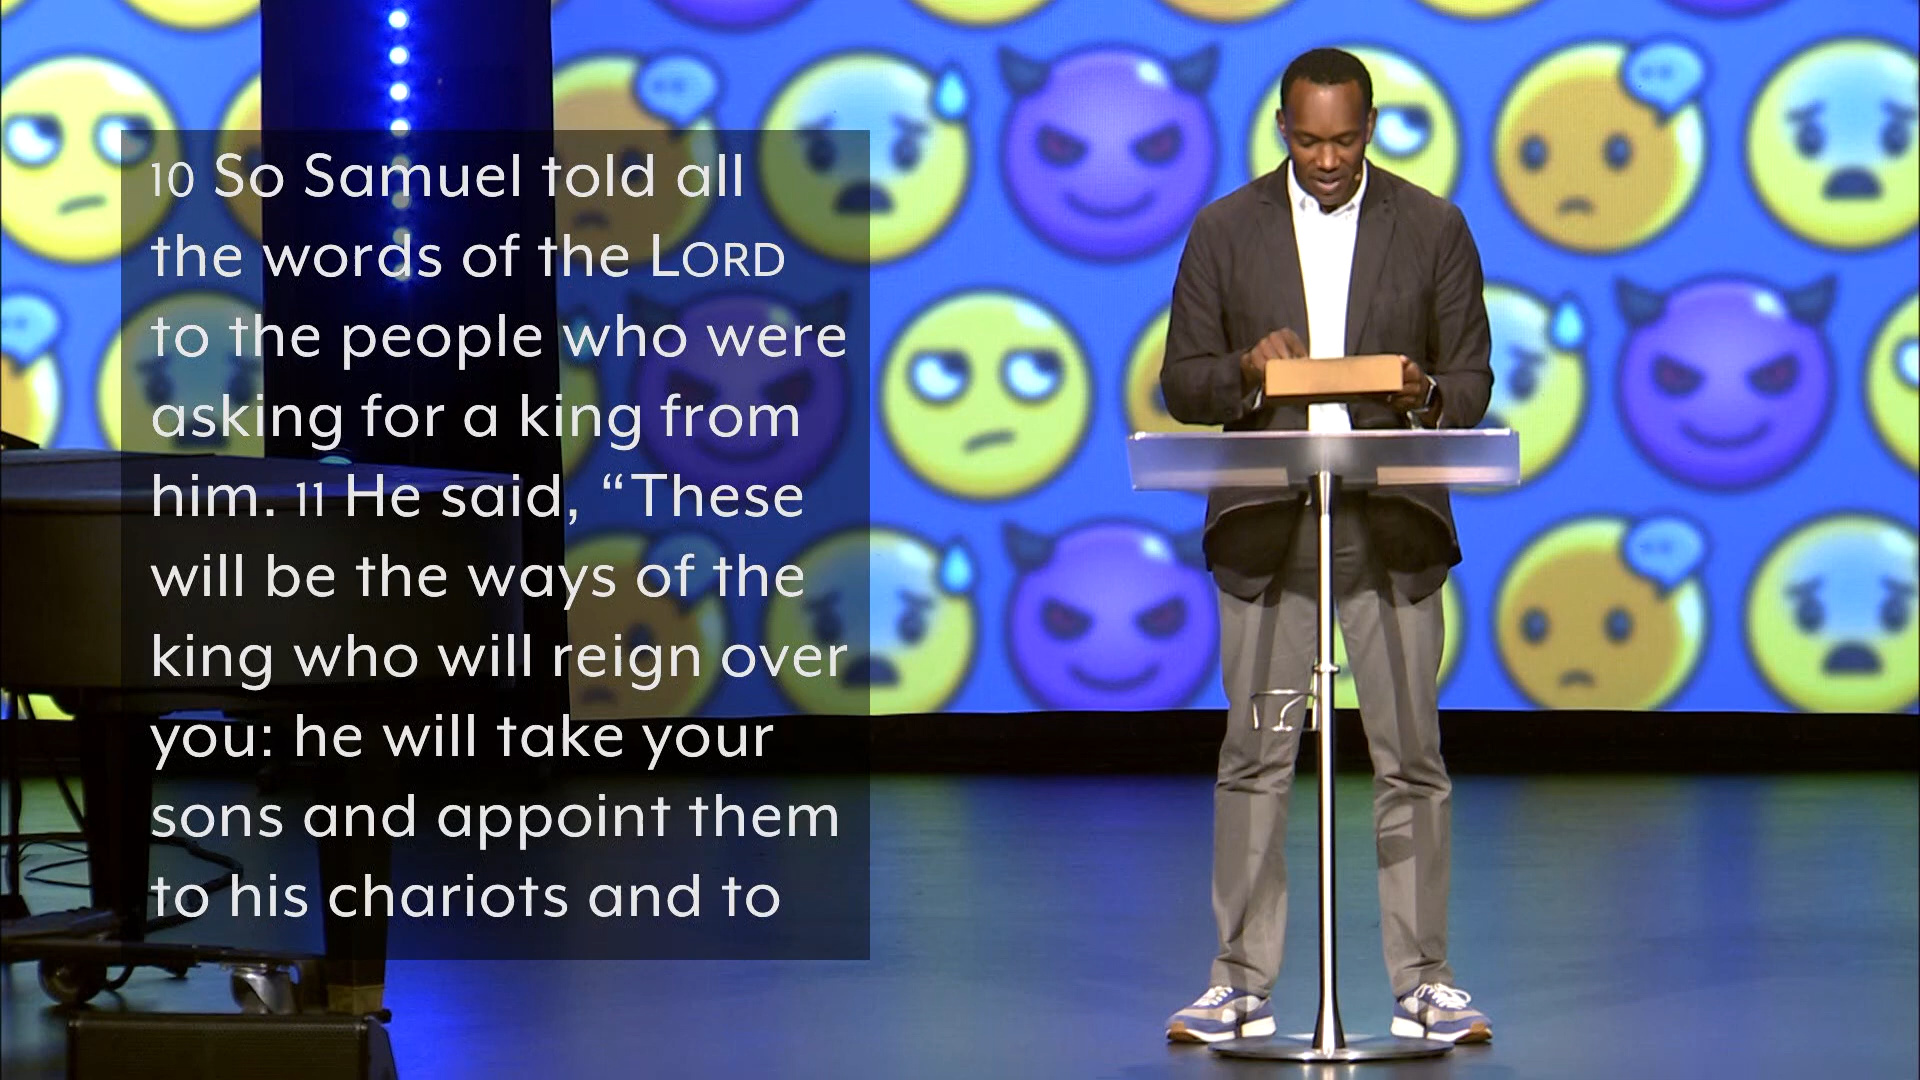 10 So Samuel told all
the words of the LORD
to the people who were
asking for a king from
him. 11 He said, “These
will be the ways of the
king who will reign over
you: he will take your
sons and appoint them
to his chariots and to